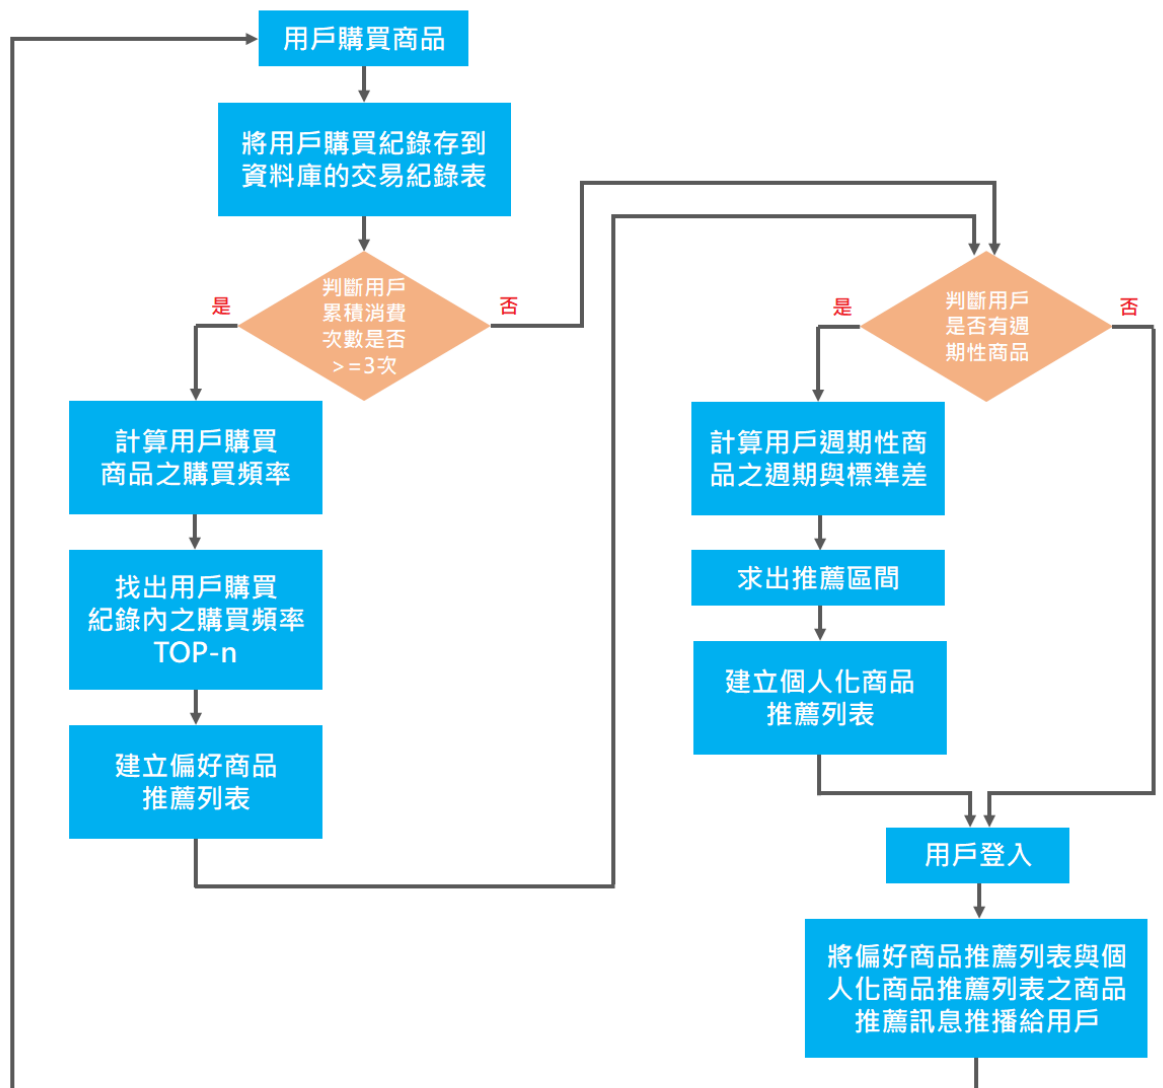 用戶購買商品
將用戶購買紀錄存到
資料庫的交易紀錄表
判斷用戶
累積消費
次數是否
>=3次
是
否
計算用戶購買
商品之購買頻率
找出用戶購買
紀錄內之購買頻率
TOP-n
建立偏好商品
推薦列表
判斷用戶
是否有週
期性商品
是
否
計算用戶週期性商
品之週期與標準差
求出推薦區間
建立個人化商品
推薦列表
用戶登入
將偏好商品推薦列表與個
人化商品推薦列表之商品
推薦訊息推播給用戶